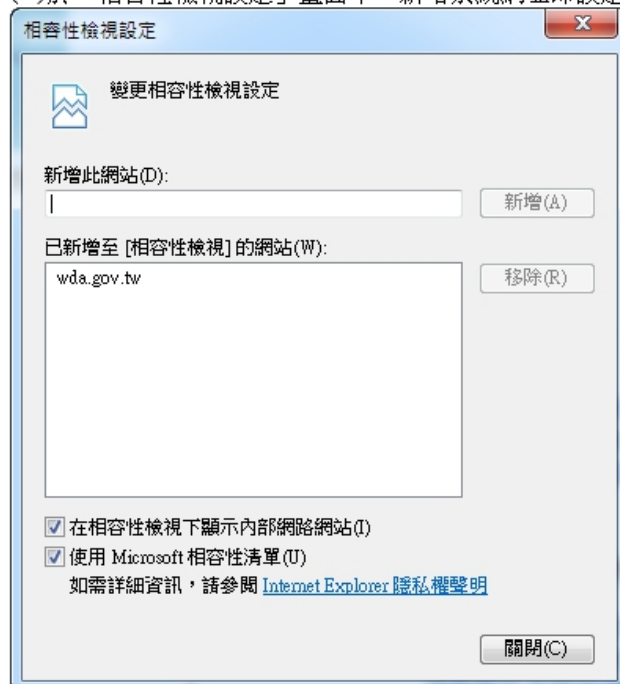 相容性檢視設定
變更相容性檢視設定
新增此網站(D):
新增(A)
已新增至 [相容性檢視] 的網站(W):
wda.gov.tw
移除(R)
在相容性檢視下顯示內部網路網站(I)
使用 Microsoft 相容性清單(U)
如需詳細資訊，請參閱 Internet Explorer 隱私權聲明
關閉(C)